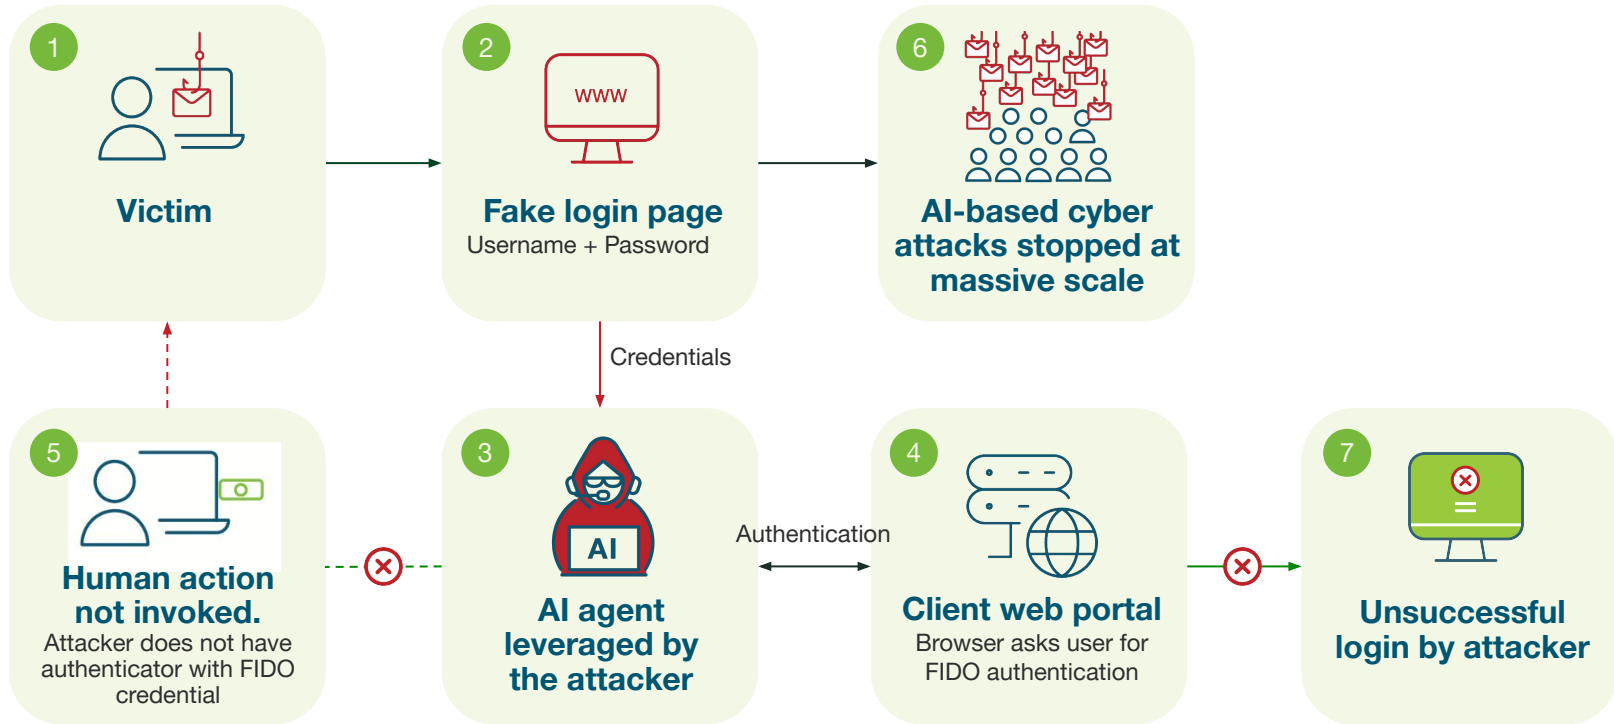 1
Victim
2
WWW
Fake login page
Username + Password
6
AI-based cyber
attacks stopped at
massive scale
Credentials
5
Human action
not invoked.
Attacker does not have
authenticator with FIDO
credential
3
AI
AI agent
leveraged by
the attacker
Authentication
4
Client web portal
Browser asks user for
FIDO authentication
7
Unsuccessful
login by attacker